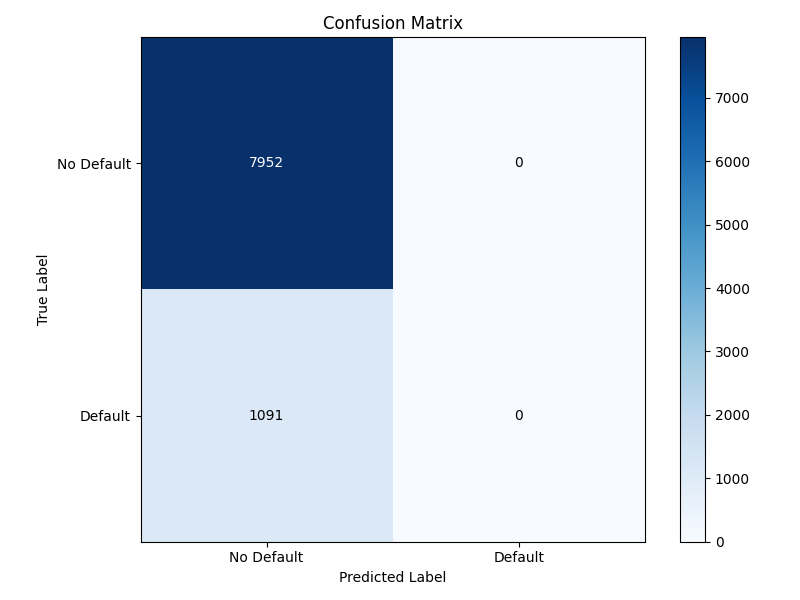 Confusion Matrix
True Label
No Default
Default
7952
0
1091
0
No Default
Default
Predicted Label
7000
6000
5000
4000
3000
2000
1000
0